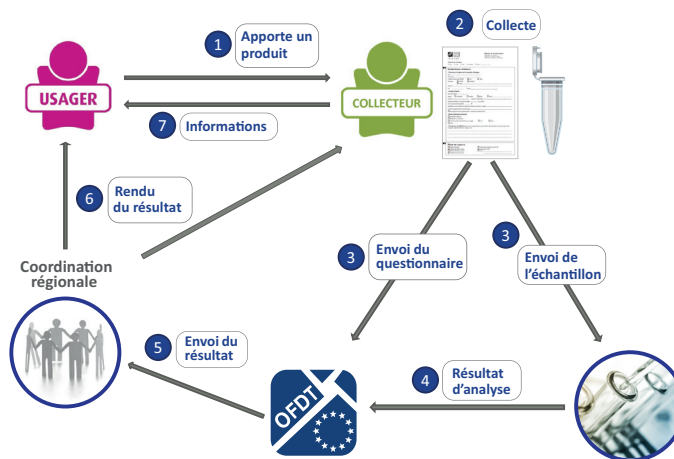 1
Apporte un
produit
2
Collecte
USAGER
COLLECTEUR
7
Informations
6
Rendu
du résultat
3
Envoi du
questionnaire
3
Envoi de
l'échantillon
Coordination
régionale
5
Envoi du
résultat
OFDT
4
Résultat
d'analyse